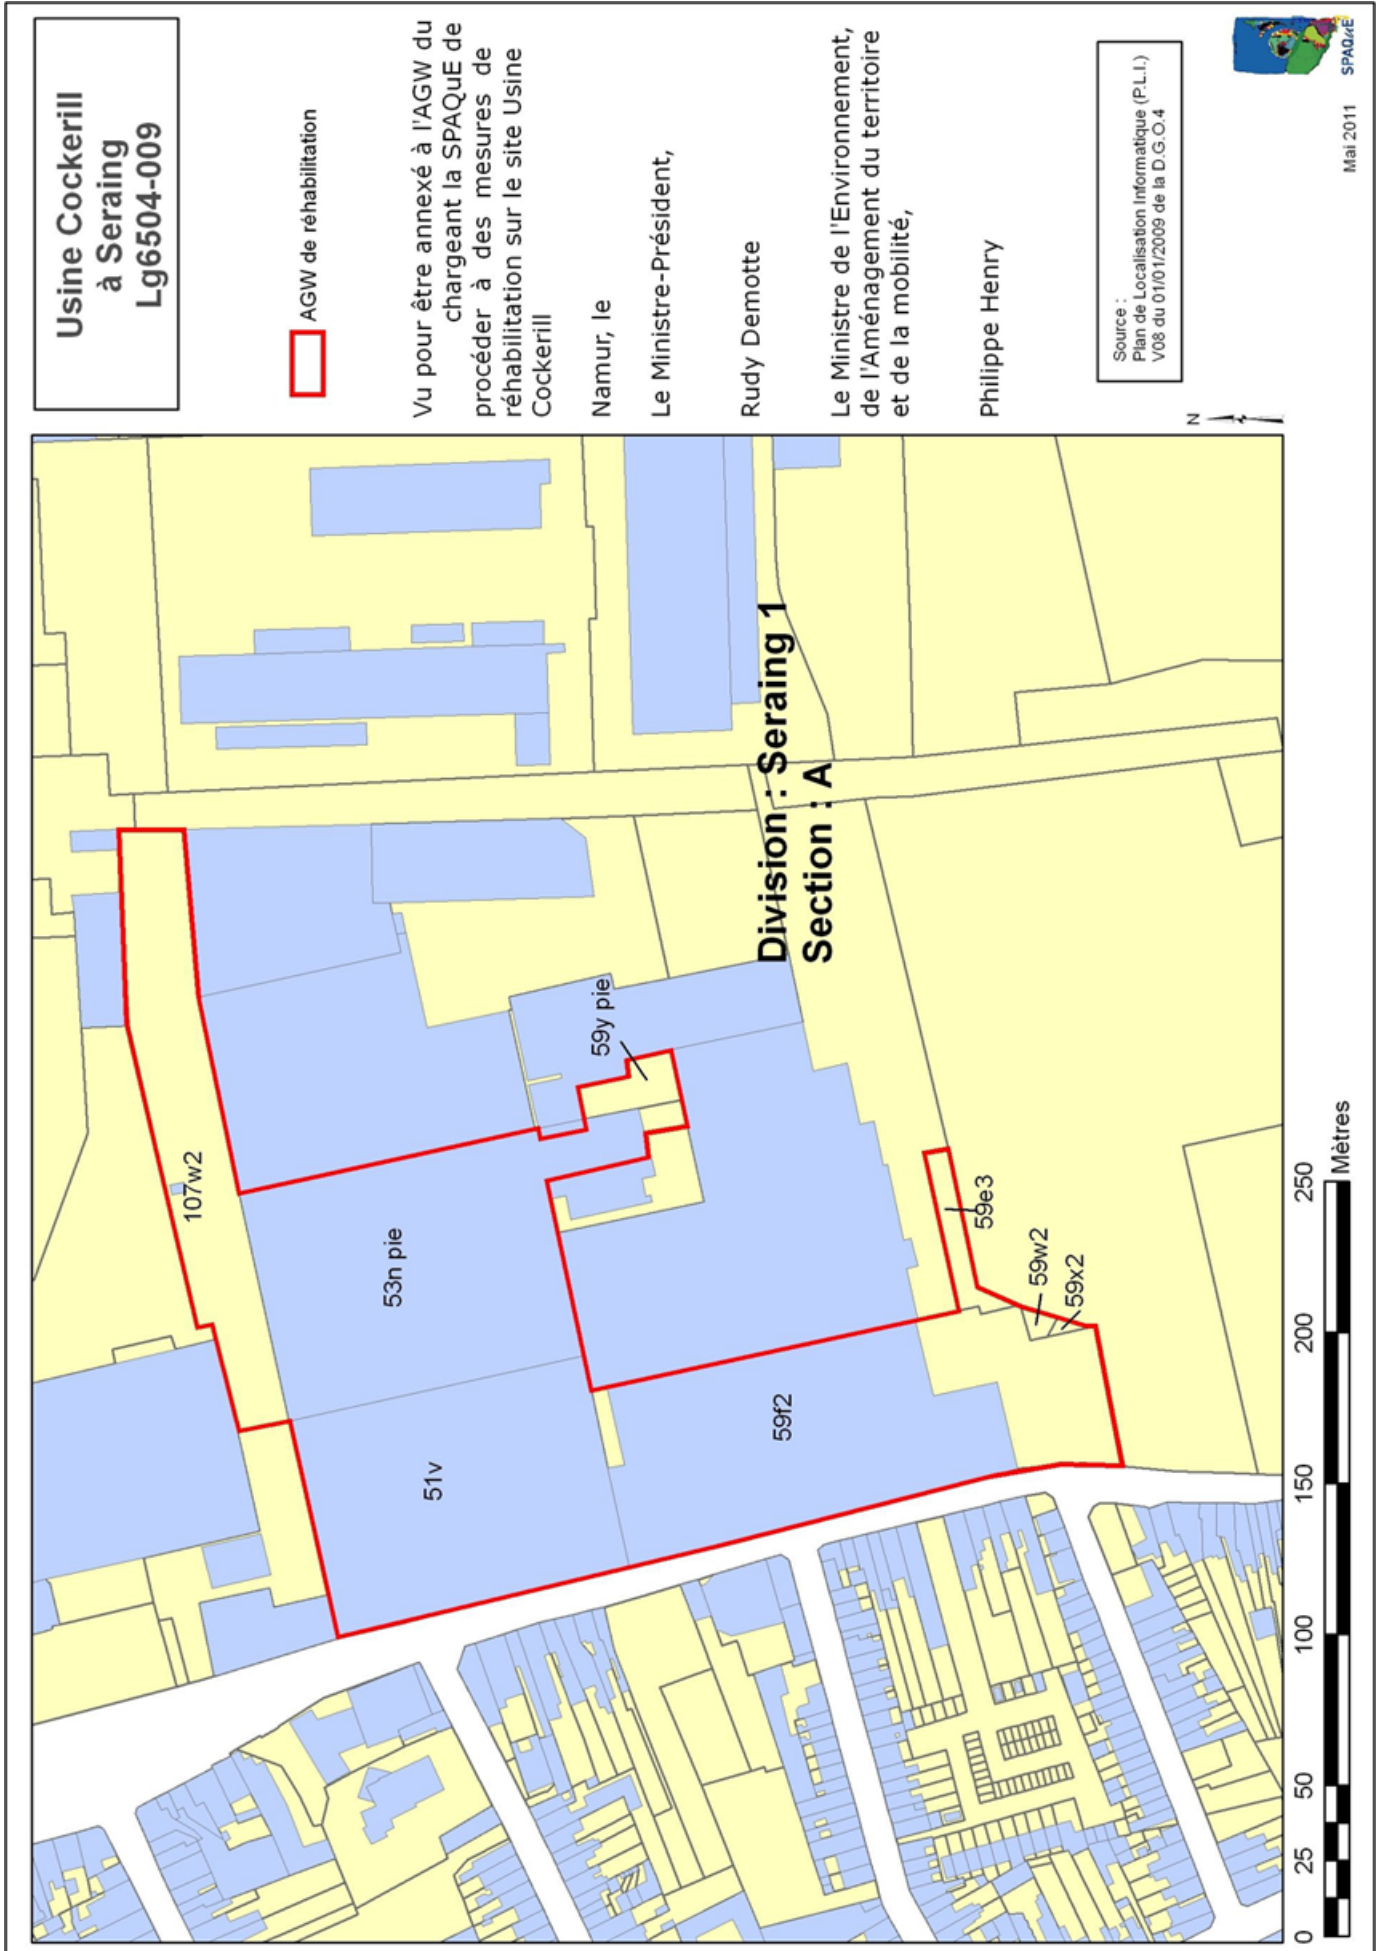 Usine Cockerill
à Seraing
Lg6504-009
AGW de réhabilitation
Vu pour être annexé à l'AGW du
chargeant la SPAQuE de
procéder à des mesures de
réhabilitation sur le site Usine
Cockerill
Namur, le
Le Ministre-Président,
Rudy Demotte
Le Ministre de l'Environnement,
de l'Aménagement du territoire
et de la mobilité,
Philippe Henry
Source :
Plan de Localisation Informatique (P.L.I.)
V08 du 01/01/2009 de la D.G.O.4
Mai 2011
SPAQuE
N
107w2
53n pie
51v
59y pie
59f2
59e3
59w2
59x2
Division : Seraing 1
Section : A
0 25 50 100 150 200 250
Mètres